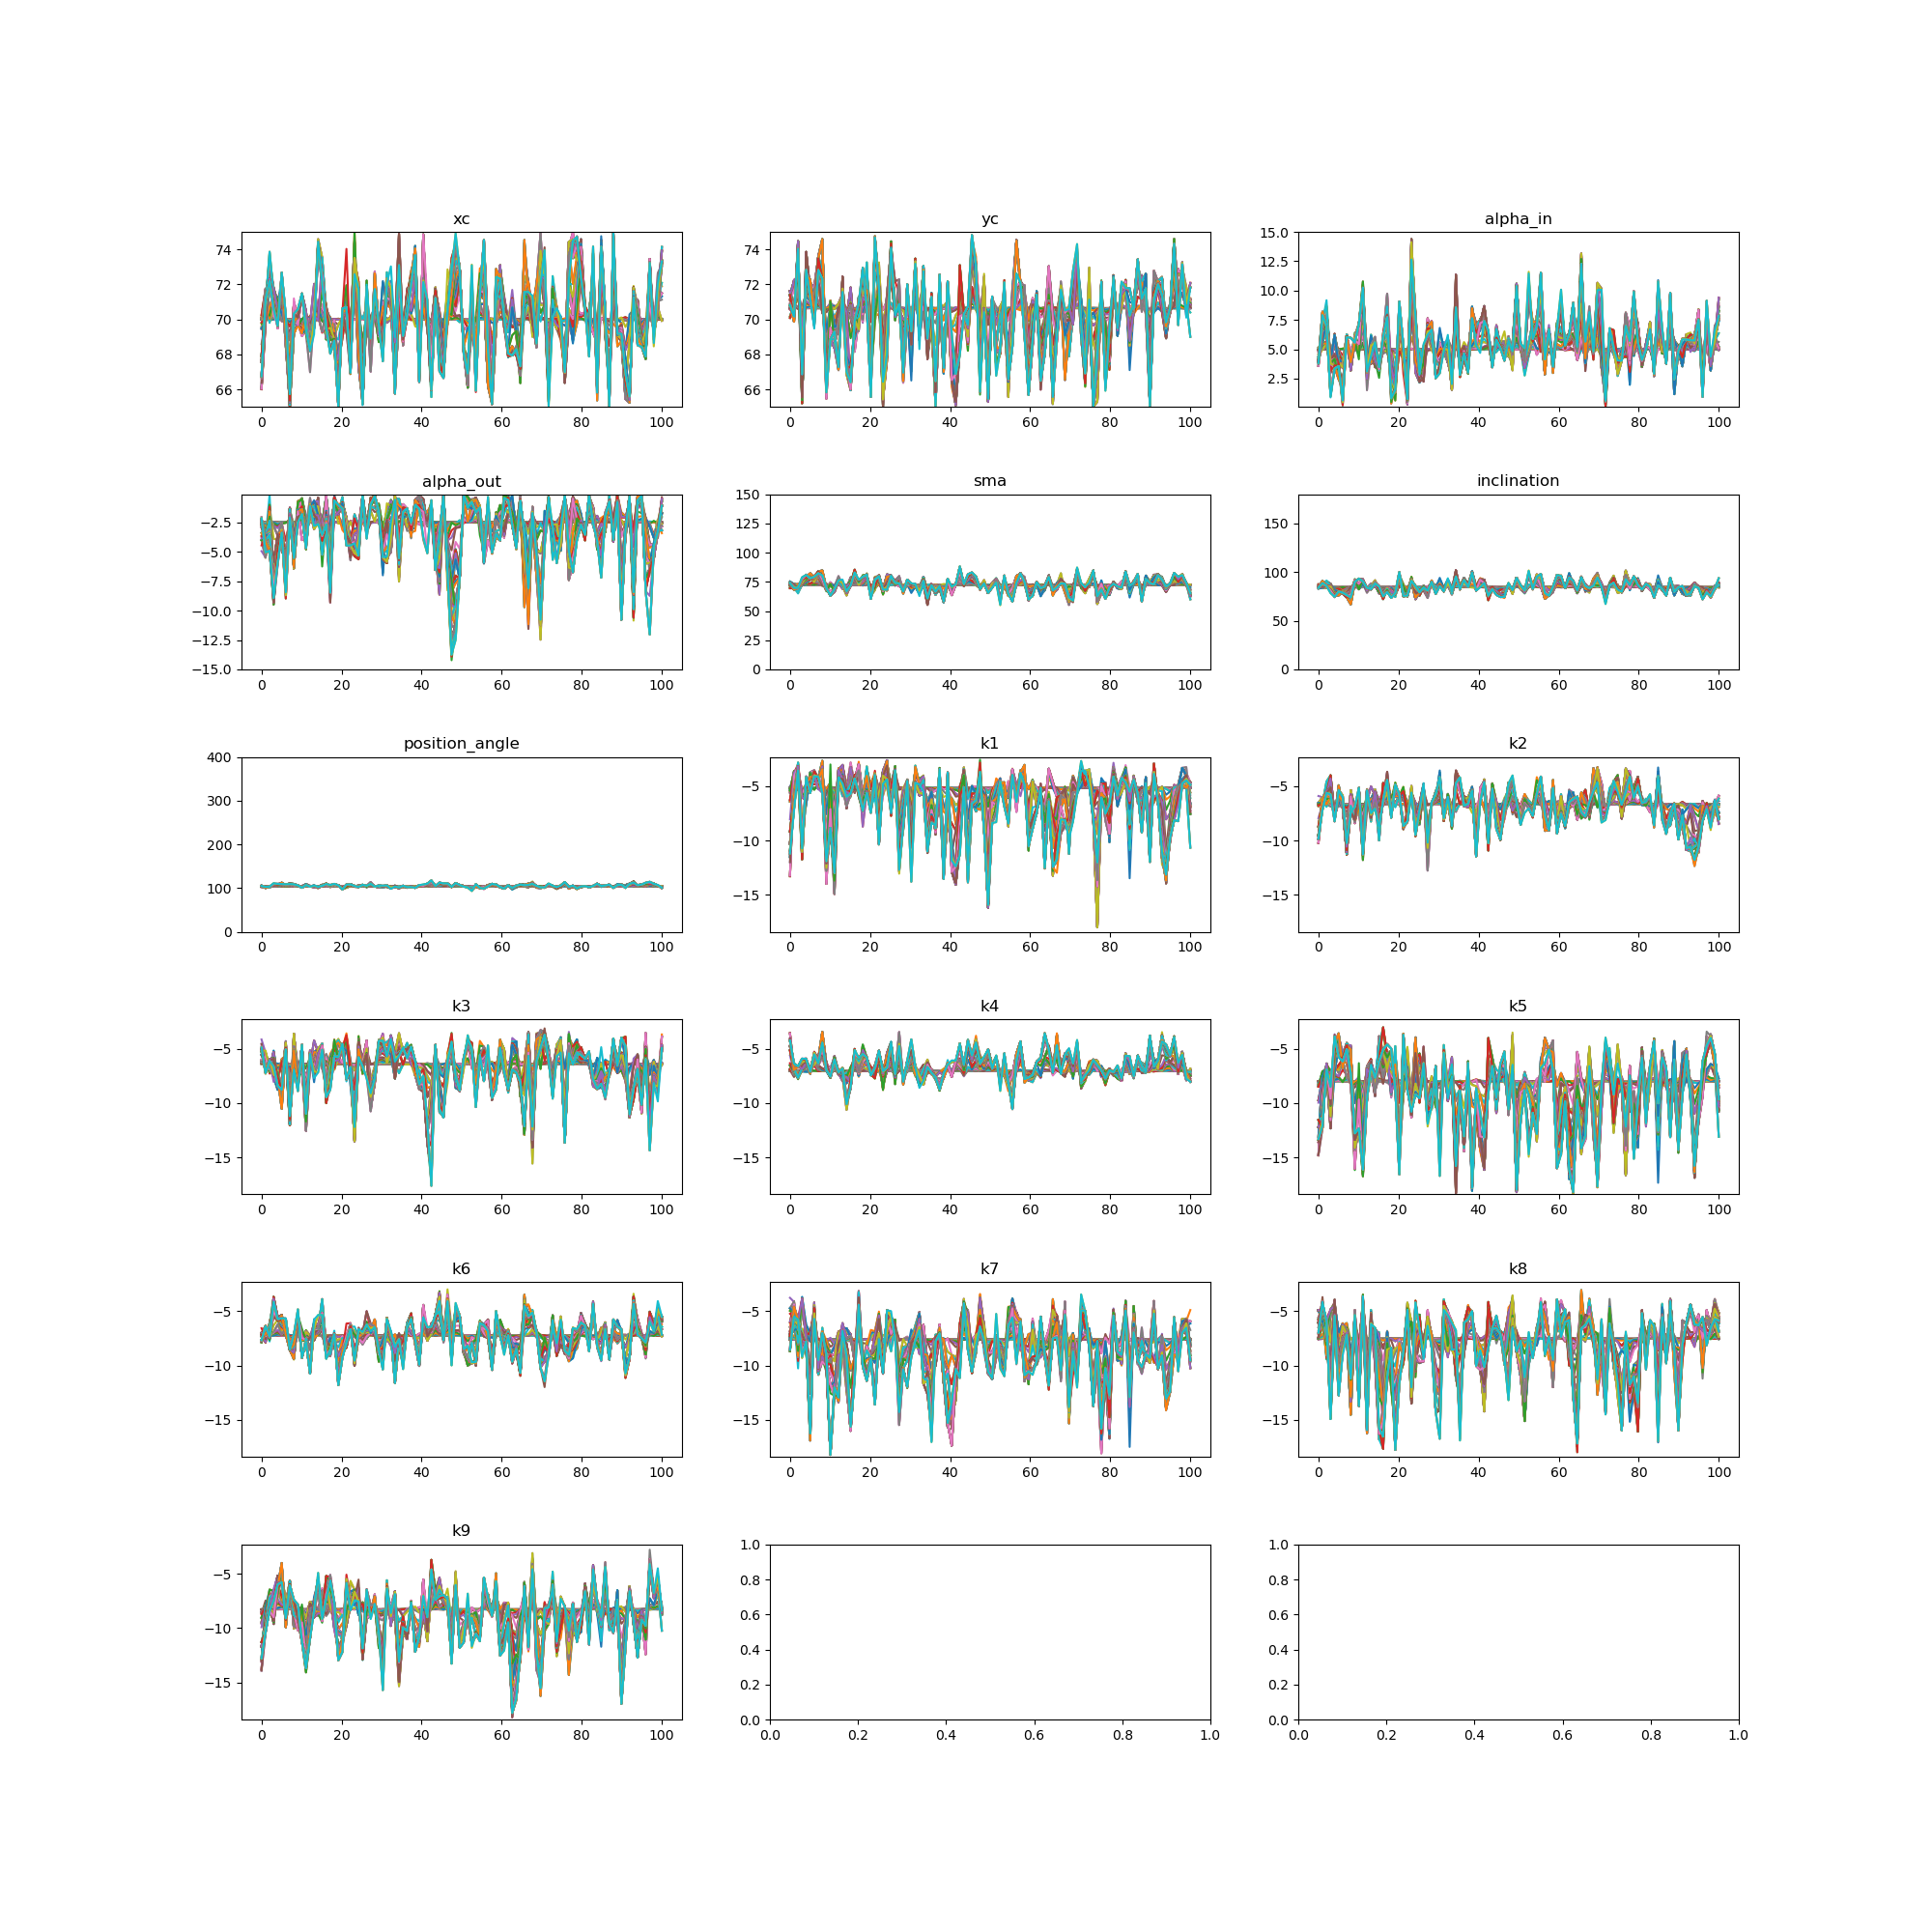 xc
74
72
70
68
66
0 20 40 60 80 100
yc
74
72
70
68
66
0 20 40 60 80 100
alpha_in
15.0
12.5
10.0
7.5
5.0
2.5
0 20 40 60 80 100
alpha_out
−2.5
−5.0
−7.5
−10.0
−12.5
−15.0
0 20 40 60 80 100
sma
150
125
100
75
50
25
0
0 20 40 60 80 100
inclination
150
100
50
0
0 20 40 60 80 100
position_angle
400
300
200
100
0
0 20 40 60 80 100
k1
−5
−10
−15
0 20 40 60 80 100
k2
−5
−10
−15
0 20 40 60 80 100
k3
−5
−10
−15
0 20 40 60 80 100
k4
−5
−10
−15
0 20 40 60 80 100
k5
−5
−10
−15
0 20 40 60 80 100
k6
−5
−10
−15
0 20 40 60 80 100
k7
−5
−10
−15
0 20 40 60 80 100
k8
−5
−10
−15
0 20 40 60 80 100
k9
−5
−10
−15
0 20 40 60 80 100
1.0
0.8
0.6
0.4
0.2
0.0
0.0 0.2 0.4 0.6 0.8 1.0
1.0
0.8
0.6
0.4
0.2
0.0
0.0 0.2 0.4 0.6 0.8 1.0